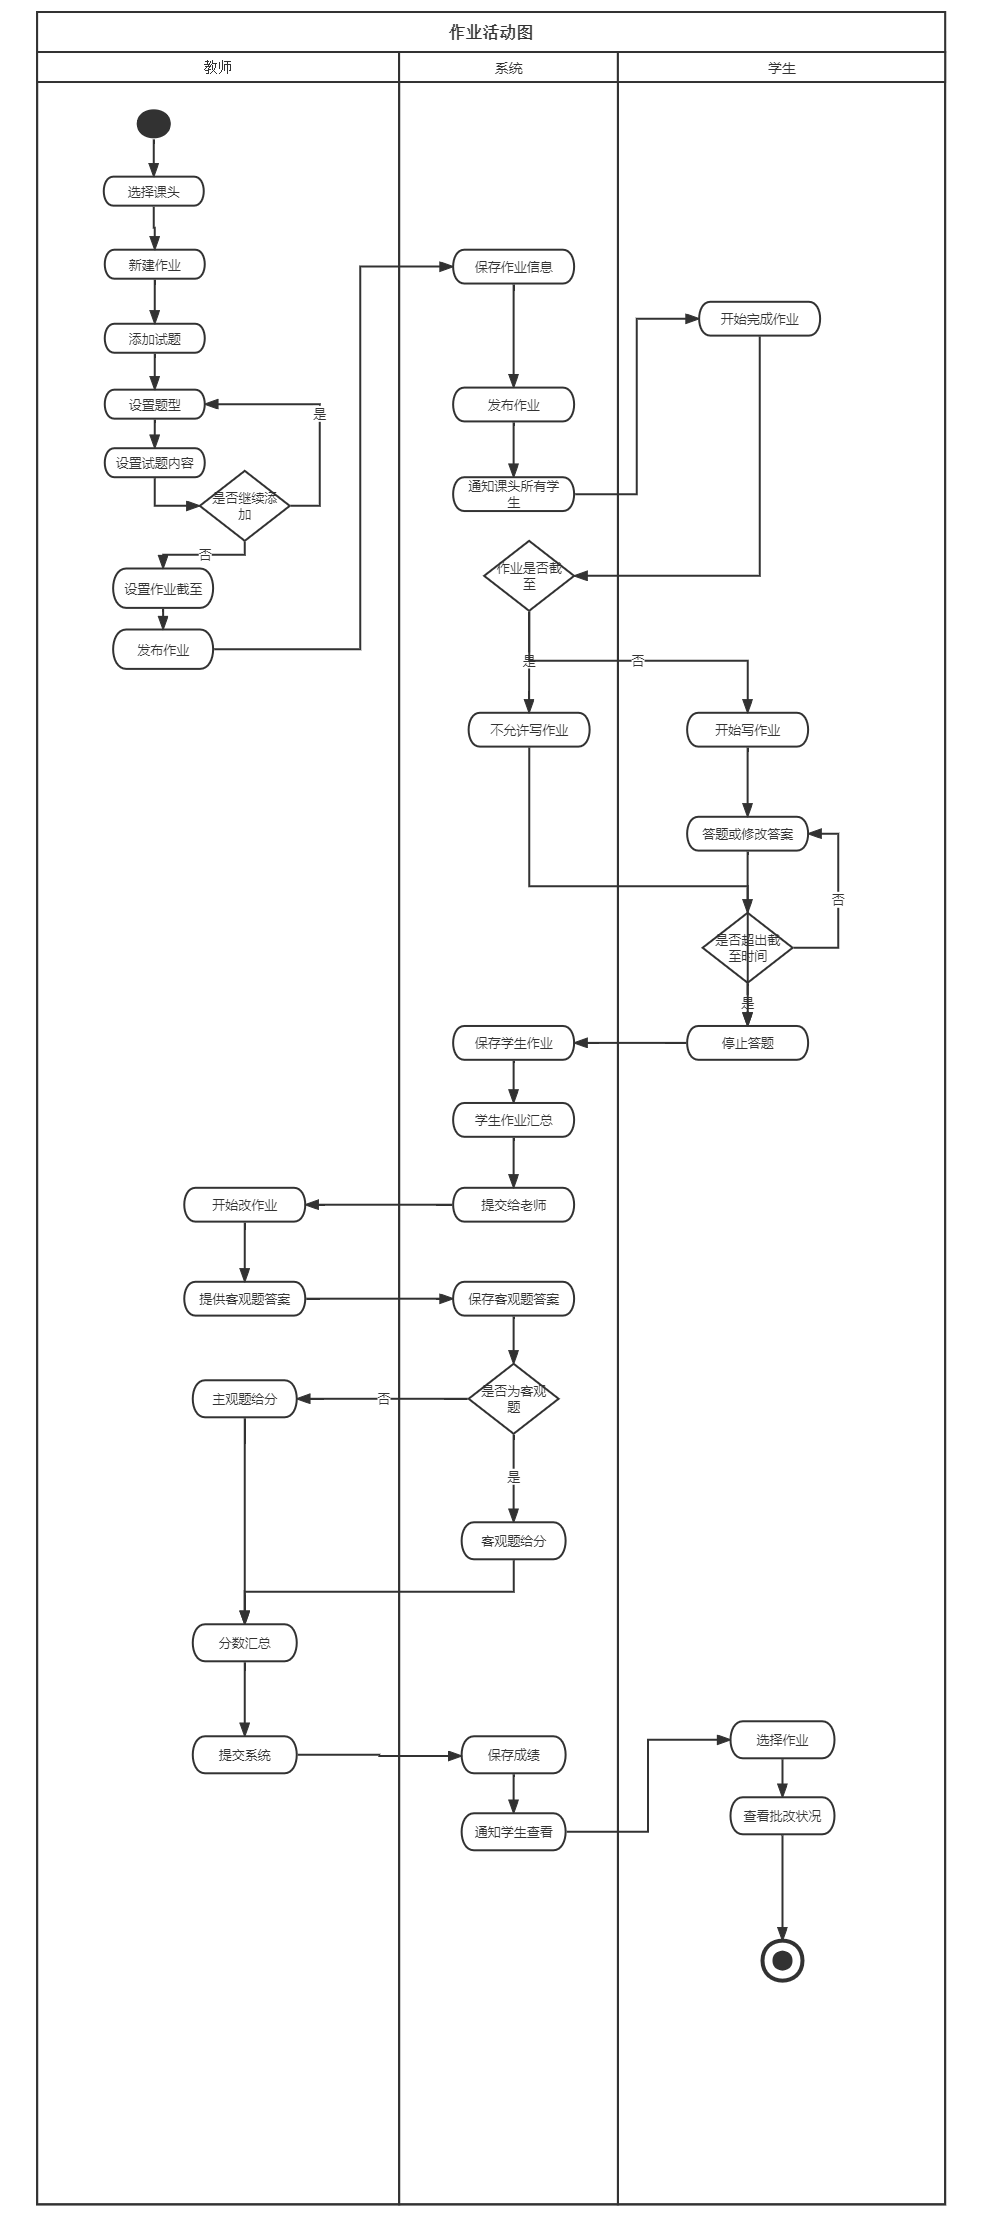 作业活动图
教师
系统
学生
选择课头
新建作业
保存作业信息
开始完成作业
添加试题
设置题型
是
发布作业
设置试题内容
通知课头所有学
生
是否继续添
加
否
作业是否截
至
设置作业截至
发布作业
是
否
不允许写作业
开始写作业
答题或修改答案
否
是否超出截
至时间
是
保存学生作业
停止答题
学生作业汇总
开始改作业
提交给老师
提供客观题答案
保存客观题答案
主观题给分
否
是否为客观
题
是
客观题给分
分数汇总
选择作业
提交系统
保存成绩
查看批改状况
通知学生查看